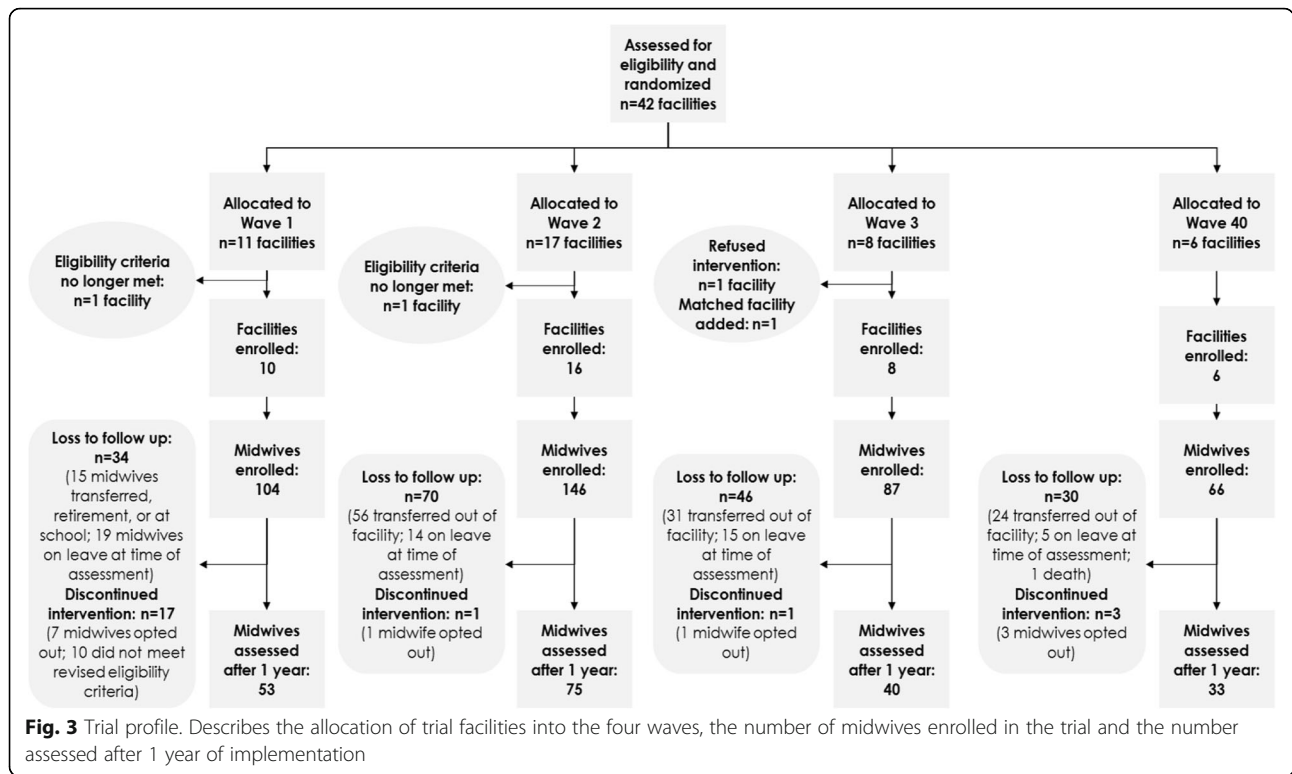 Assessed for
eligibility and
randomized
n=42 facilities
Allocated to
Wave 1
n=11 facilities
Allocated to
Wave 2
n=17 facilities
Allocated to
Wave 3
n=8 facilities
Allocated to
Wave 40
n=6 facilities
Eligibility criteria
no longer met:
n=1 facility
Eligibility criteria
no longer met:
n=1 facility
Refused
intervention:
n=1 facility
Matched facility
added: n=1
Facilities
enrolled:
10
Facilities
enrolled:
16
Facilities
enrolled:
8
Facilities
enrolled:
6
Loss to follow up:
n=34
(15 midwives
transferred,
retirement, or at
school; 19 midwives
on leave at time of
assessment)
Discontinued
intervention: n=17
(7 midwives opted
out; 10 did not meet
revised eligibility
criteria)
Midwives
enrolled:
104
Loss to follow up:
n=70
(56 transferred out of
facility; 14 on leave
at time of
assessment)
Discontinued
intervention: n=1
(1 midwife opted
out)
Midwives
enrolled:
146
Loss to follow up:
n=46
(31 transferred out of
facility; 15 on leave
at time of
assessment)
Discontinued
intervention: n=1
(1 midwife opted
out)
Midwives
enrolled:
87
Loss to follow up:
n=30
(24 transferred out of
facility; 5 on leave at
time of assessment;
1 death)
Discontinued
intervention: n=3
(3 midwives opted
out)
Midwives
enrolled:
66
Midwives
assessed
after 1 year:
53
Midwives
assessed
after 1 year:
75
Midwives
assessed
after 1 year:
40
Midwives
assessed
after 1 year:
33
Fig. 3 Trial profile. Describes the allocation of trial facilities into the four waves, the number of midwives enrolled in the trial and the number
assessed after 1 year of implementation